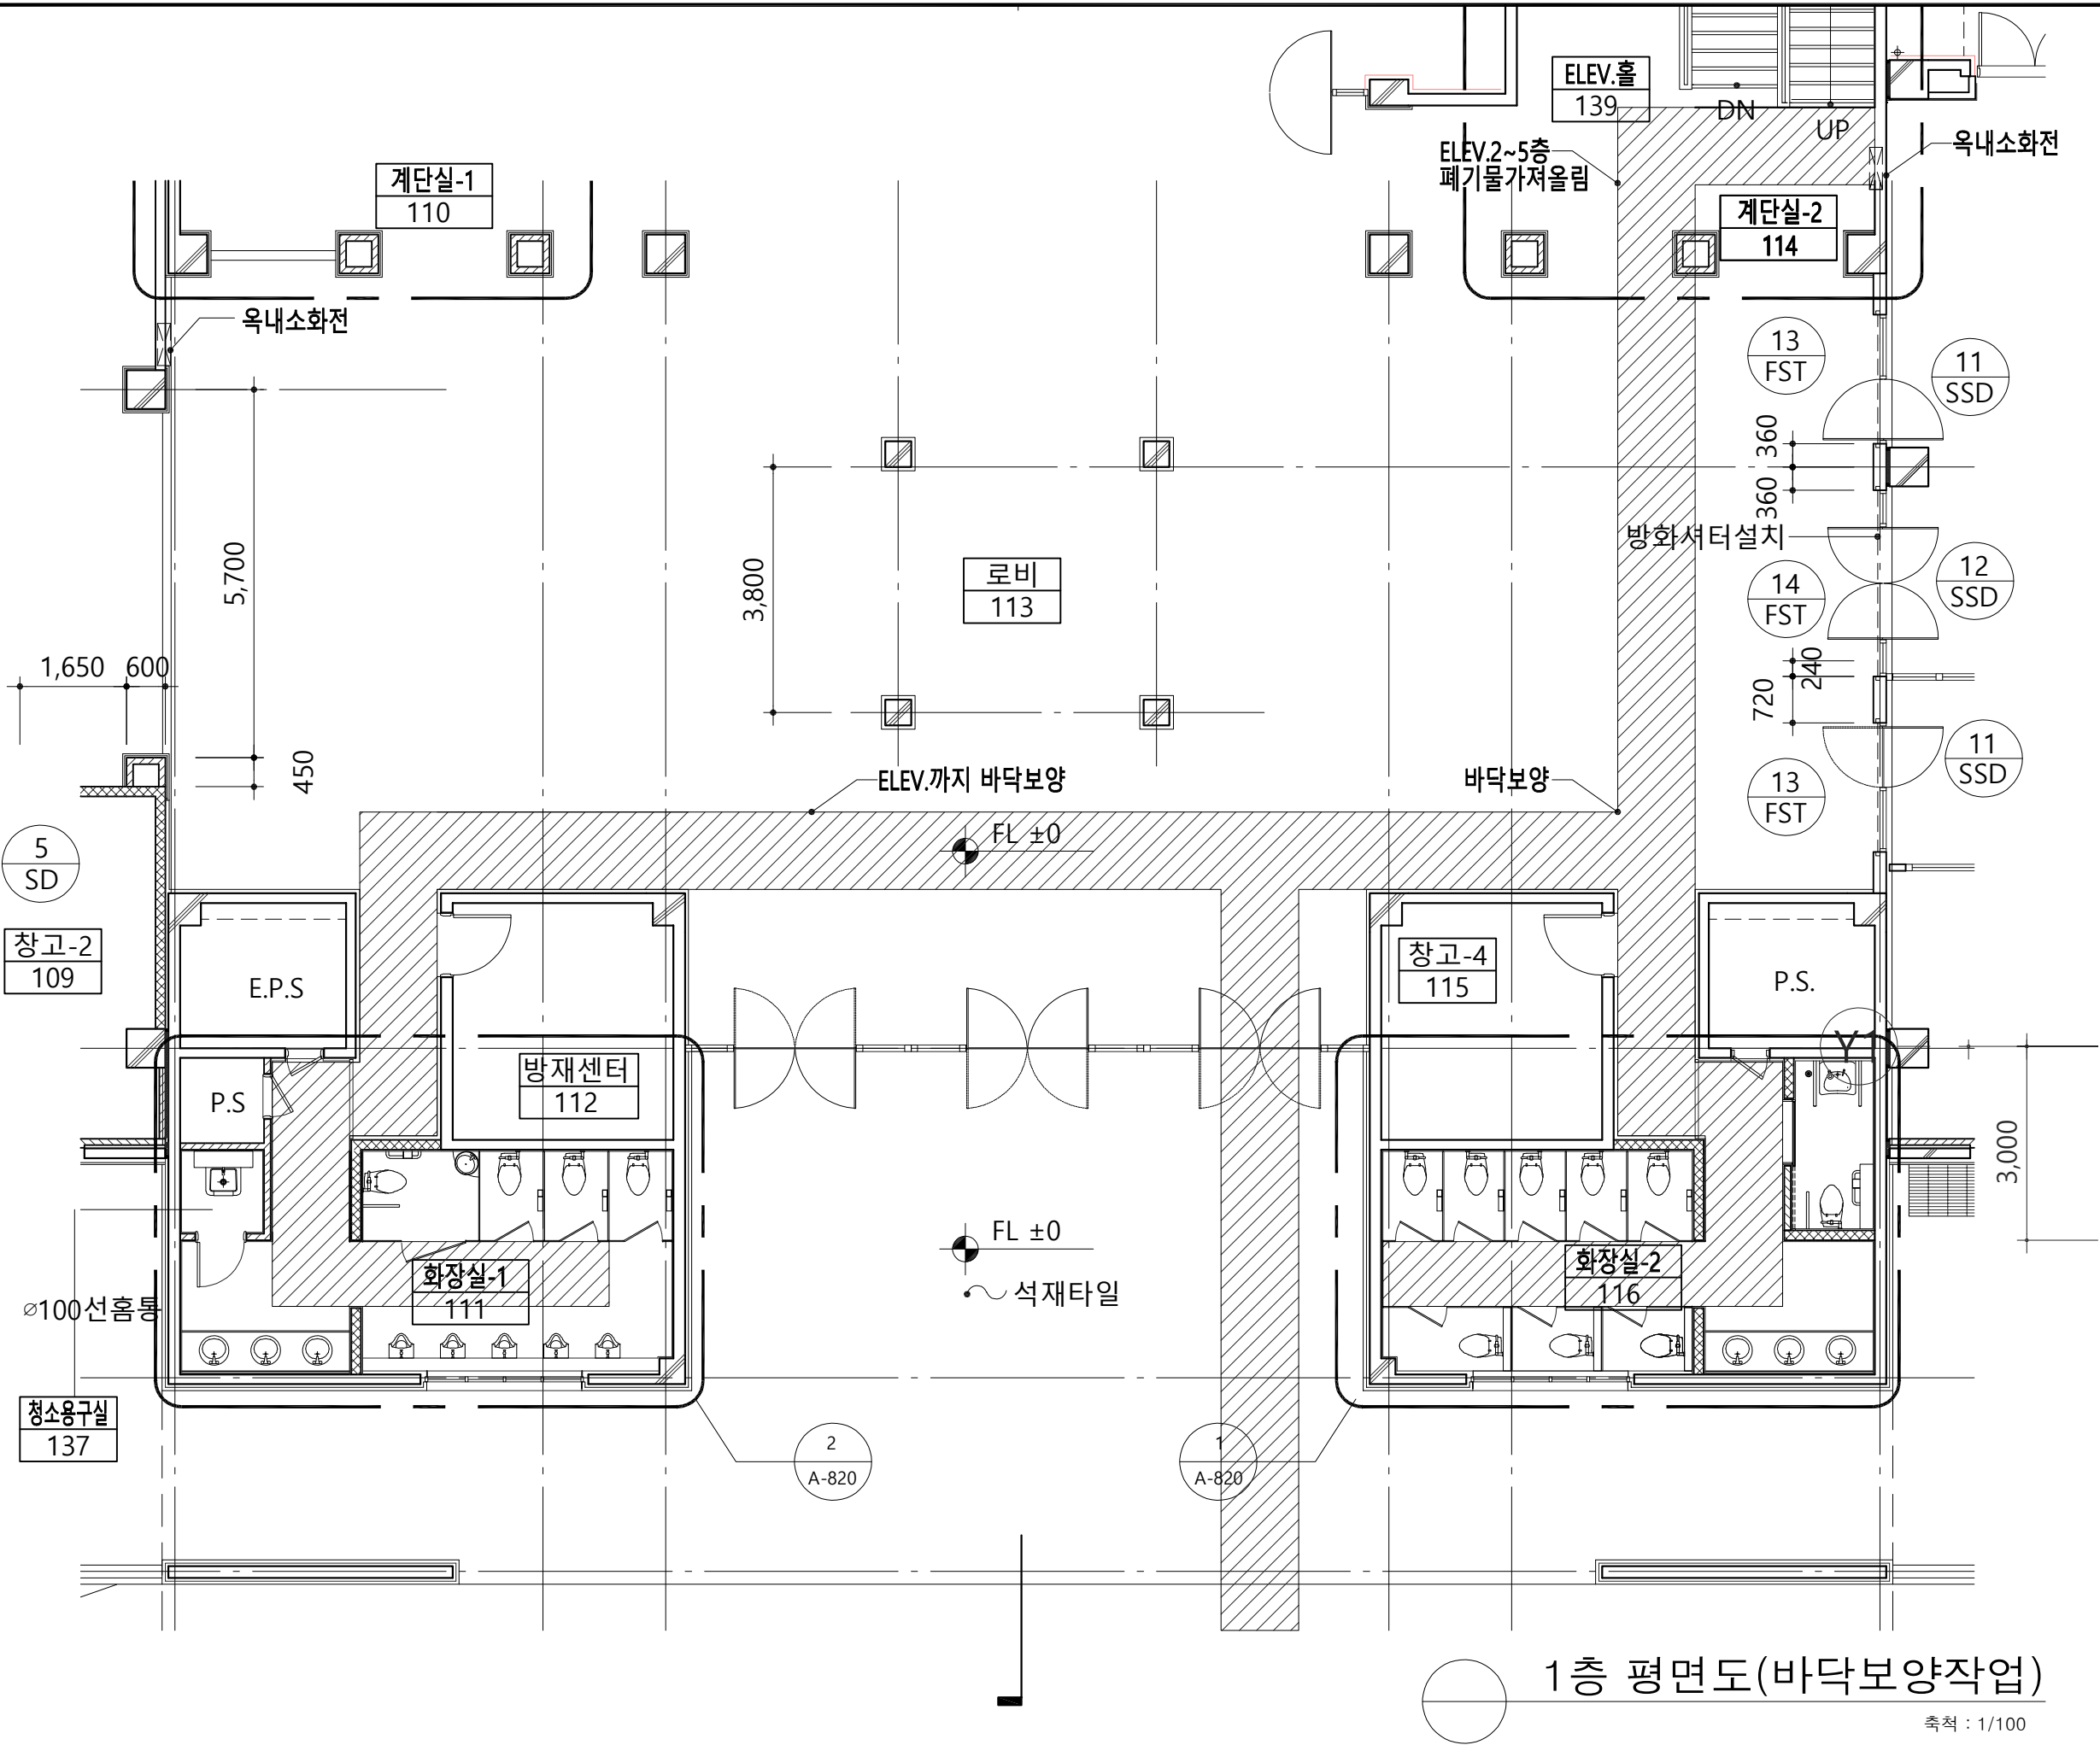 ELEV.홀
139
DN
UP
ELEV.2~5층
폐기물가져올림
옥내소화전
계단실-1
110
계단실-2
114
옥내소화전
13
FST
11
SSD
360
360
방화셔터설치
5,700
3,800
로비
113
14
FST
12
SSD
1,650
600
240
720
450
ELEV.까지 바닥보양
바닥보양
11
SSD
13
FST
FL ±0
5
SD
창고-2
109
E.P.S
창고-4
115
P.S.
Y1
P.S
방재센터
112
3,000
FL ±0
석재타일
화장실-1
111
화장실-2
116
⌀100선홈통
청소용구실
137
2
A-820
1
A-820
1층 평면도(바닥보양작업)
축척 : 1/100